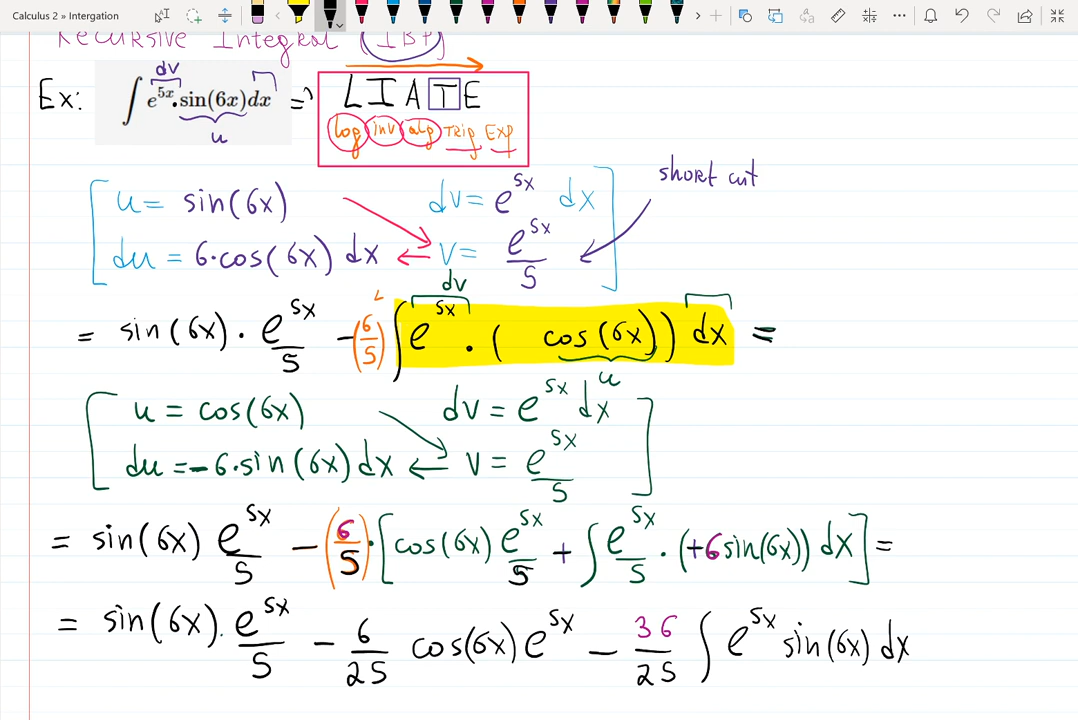 Calculus 2 » Intergration
Recursive Integral (IBP)
dv
Ex: ∫ e^{5x}.sin(6x)dx => LIATE
u
log inv alg Trig Exp
short cut
u = sin(6x) dv = e^{5x} dx
du = 6·cos(6x) dx ← v = e^{5x}/5
dv
= sin(6x) · e^{5x}/5 - (6/5) ∫ e^{5x} · ( cos(6x)) dx =
u
u = cos(6x) dv = e^{5x} dx
du = -6·sin(6x) dx ← v = e^{5x}/5
= sin(6x) e^{5x}/5 - (6/5)·[cos(6x) e^{5x}/5 + ∫ e^{5x}/5 · (+6sin(6x)) dx] =
= sin(6x). e^{5x}/5 - 6/25 cos(6x) e^{5x} - 36/25 ∫ e^{5x} sin(6x) dx